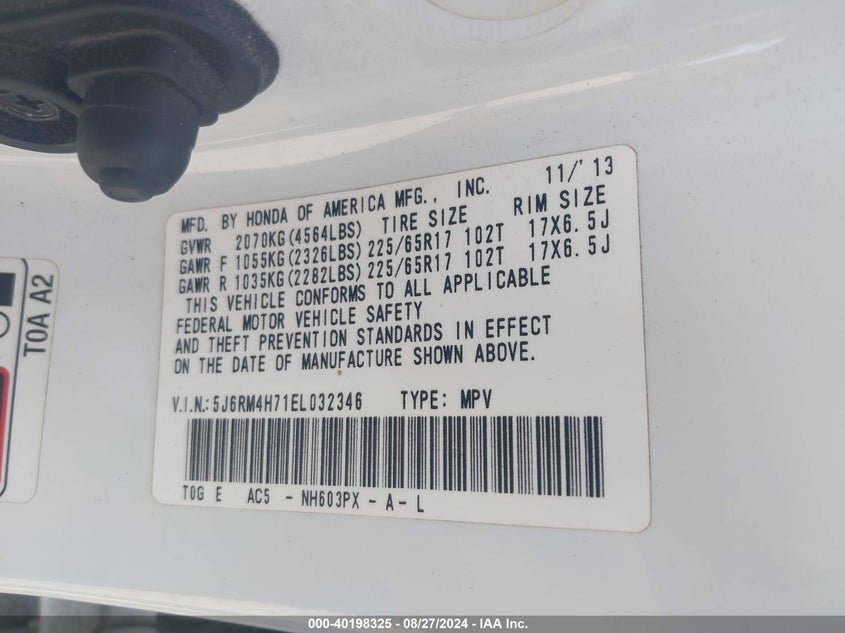 MFD. BY HONDA OF AMERICA MFG., INC. 11/'13
GVWR 2070KG(4564LBS) TIRE SIZE RIM SIZE
GAWR F 1055KG(2326LBS) 225/65R17 102T 17X6.5J
GAWR R 1035KG(2282LBS) 225/65R17 102T 17X6.5J
THIS VEHICLE CONFORMS TO ALL APPLICABLE
FEDERAL MOTOR VEHICLE SAFETY
AND THEFT PREVENTION STANDARDS IN EFFECT
ON THE DATE OF MANUFACTURE SHOWN ABOVE.
V.I.N.: 5J6RM4H71EL032346 TYPE: MPV
T0G E AC5 - NH603PX - A - L
T0A A2
000-40198325 - 08/27/2024 - IAA Inc.